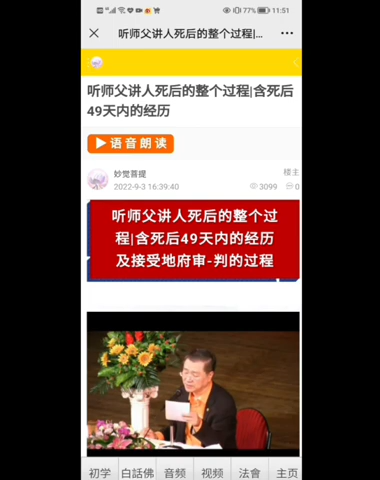 77% 11:51
听师父讲人死后的整个过程|...
听师父讲人死后的整个过程|含死后
49天内的经历
语音朗读
妙觉菩提
楼主
2022-9-3 16:39:40
3099
0
听师父讲人死后的整个过
程|含死后49天内的经历
及接受地府审-判的过程
初学 白話佛 音频 视频 法會 主页